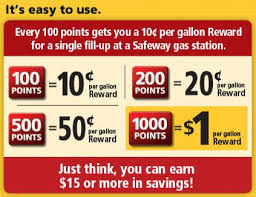 It's easy to use.
Every 100 points gets you a 10¢ per gallon Reward
for a single fill-up at a Safeway gas station.
100 POINTS = 10¢ per gallon Reward
200 POINTS = 20¢ per gallon Reward
500 POINTS = 50¢ per gallon Reward
1000 POINTS = $1 per gallon Reward
Just think, you can earn
$15 or more in savings!